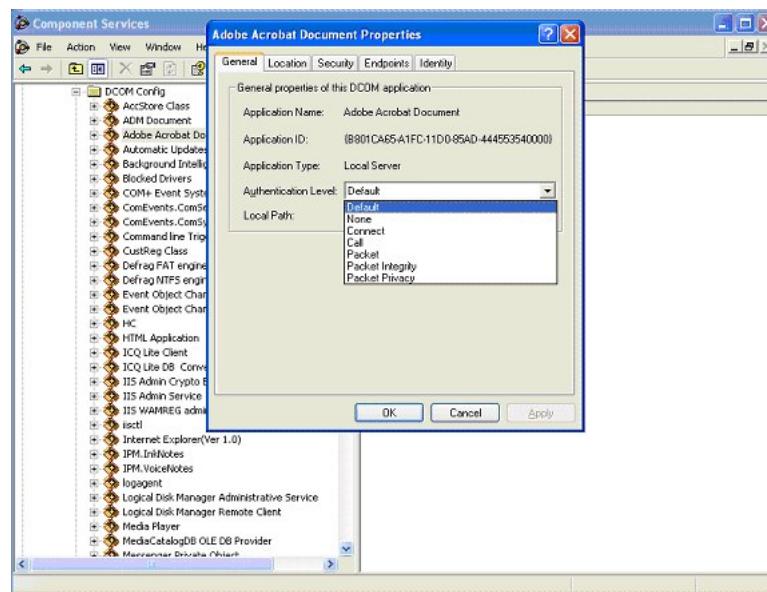 Component Services
File Action View Window He
DCOM Config
AccStore Class
ADM Document
Adobe Acrobat Do
Automatic Updates
Background Intellig
Blocked Drivers
COM+ Event Syste
ComEvents.ComSe
ComEvents.ComSy
Command line Trig
CustReg Class
Defrag FAT engine
Defrag NTFS engin
Event Object Char
Event Object Char
HC
HTML Application
ICQ Lite Client
ICQ Lite DB Conve
IIS Admin Crypto E
IIS Admin Service
IIS WAMREG admi
iisctl
Internet Explorer(Ver 1.0)
IPM.InkNotes
IPM.VoiceNotes
logagent
Logical Disk Manager Administrative Service
Logical Disk Manager Remote Client
Media Player
MediaCatalogDB OLE DB Provider
Messenger Private Object
Adobe Acrobat Document Properties
General Location Security Endpoints Identity
General properties of this DCOM application
Application Name: Adobe Acrobat Document
Application ID: {B801CA65-A1FC-11D0-85AD-444553540000}
Application Type: Local Server
Authentication Level: Default
Default
None
Connect
Call
Packet
Packet Integrity
Packet Privacy
Local Path:
OK Cancel Apply